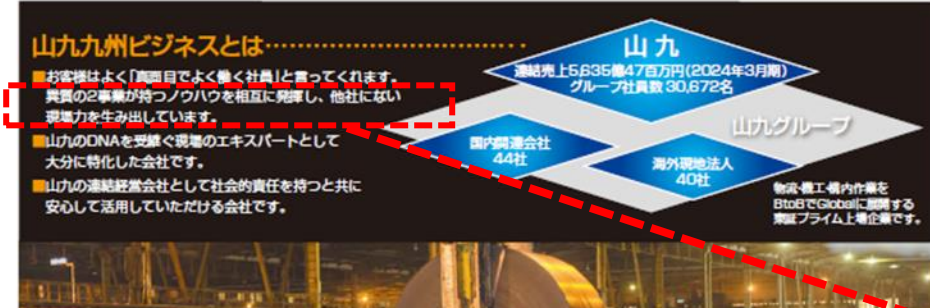 山九九州ビジネスとは……………………………
■お客様はよく「真面目でよく働く社員」と言ってくれます。
異質の2事業が持つノウハウを相互に発揮し、他社にない
現場力を生み出しています。
■山九のDNAを受継ぐ現場のエキスパートとして
大分に特化した会社です。
■山九の連結経営会社として社会的責任を持つと共に
安心して活用していただける会社です。
山九
連結売上5,635億47百万円(2024年3月期)
グループ社員数 30,672名
山九グループ
国内関連会社
44社
海外現地法人
40社
物流・機工・構内作業を
BtoBでGlobalに展開する
東証プライム上場企業です。